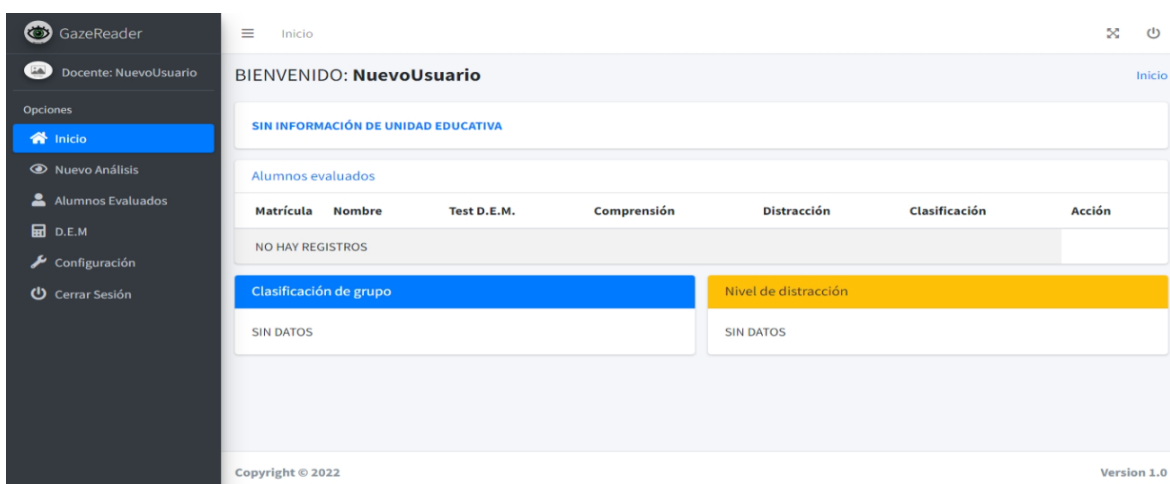 GazeReader
Docente: NuevoUsuario
Opciones
Inicio
Nuevo Análisis
Alumnos Evaluados
D.E.M
Configuración
Cerrar Sesión
Inicio
BIENVENIDO: NuevoUsuario
Inicio
SIN INFORMACIÓN DE UNIDAD EDUCATIVA
Alumnos evaluados
Matrícula Nombre Test D.E.M. Comprensión Distracción Clasificación Acción
NO HAY REGISTROS
Clasificación de grupo
SIN DATOS
Nivel de distracción
SIN DATOS
Copyright © 2022
Version 1.0